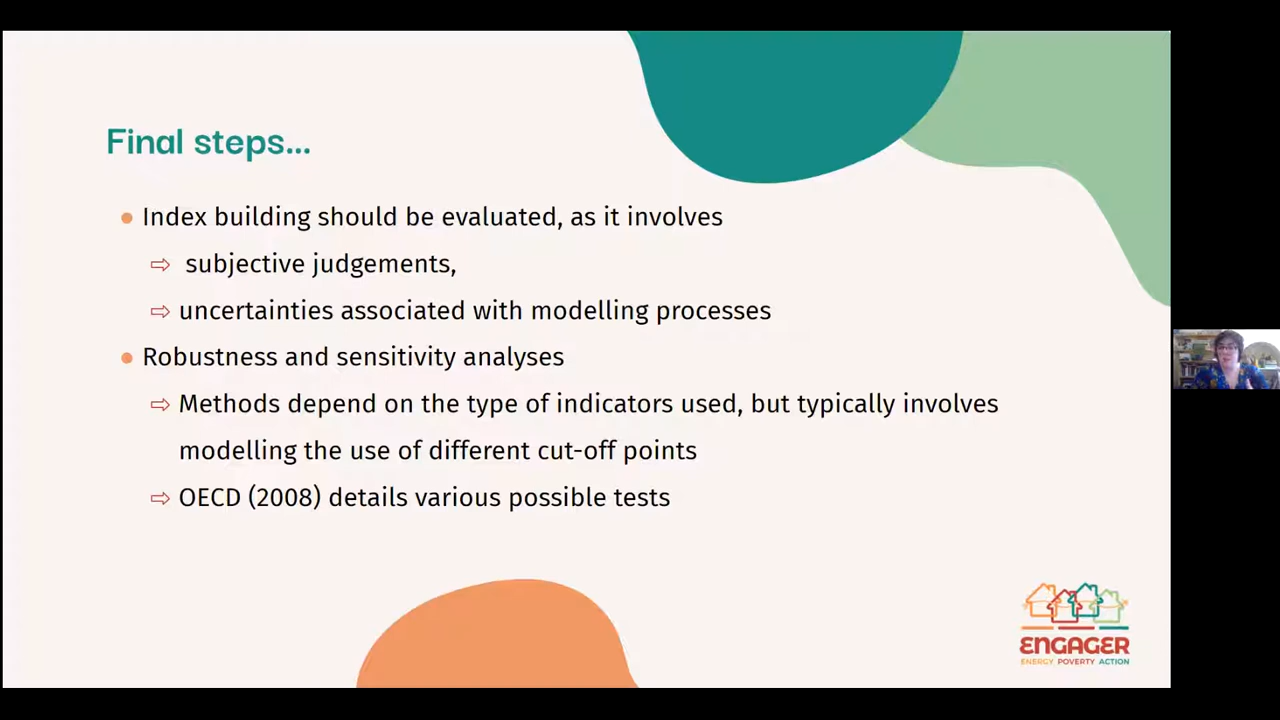 Final steps...
Index building should be evaluated, as it involves
subjective judgements,
uncertainties associated with modelling processes
Robustness and sensitivity analyses
Methods depend on the type of indicators used, but typically involves
modelling the use of different cut-off points
OECD (2008) details various possible tests
ENGAGER
ENERGY POVERTY ACTION